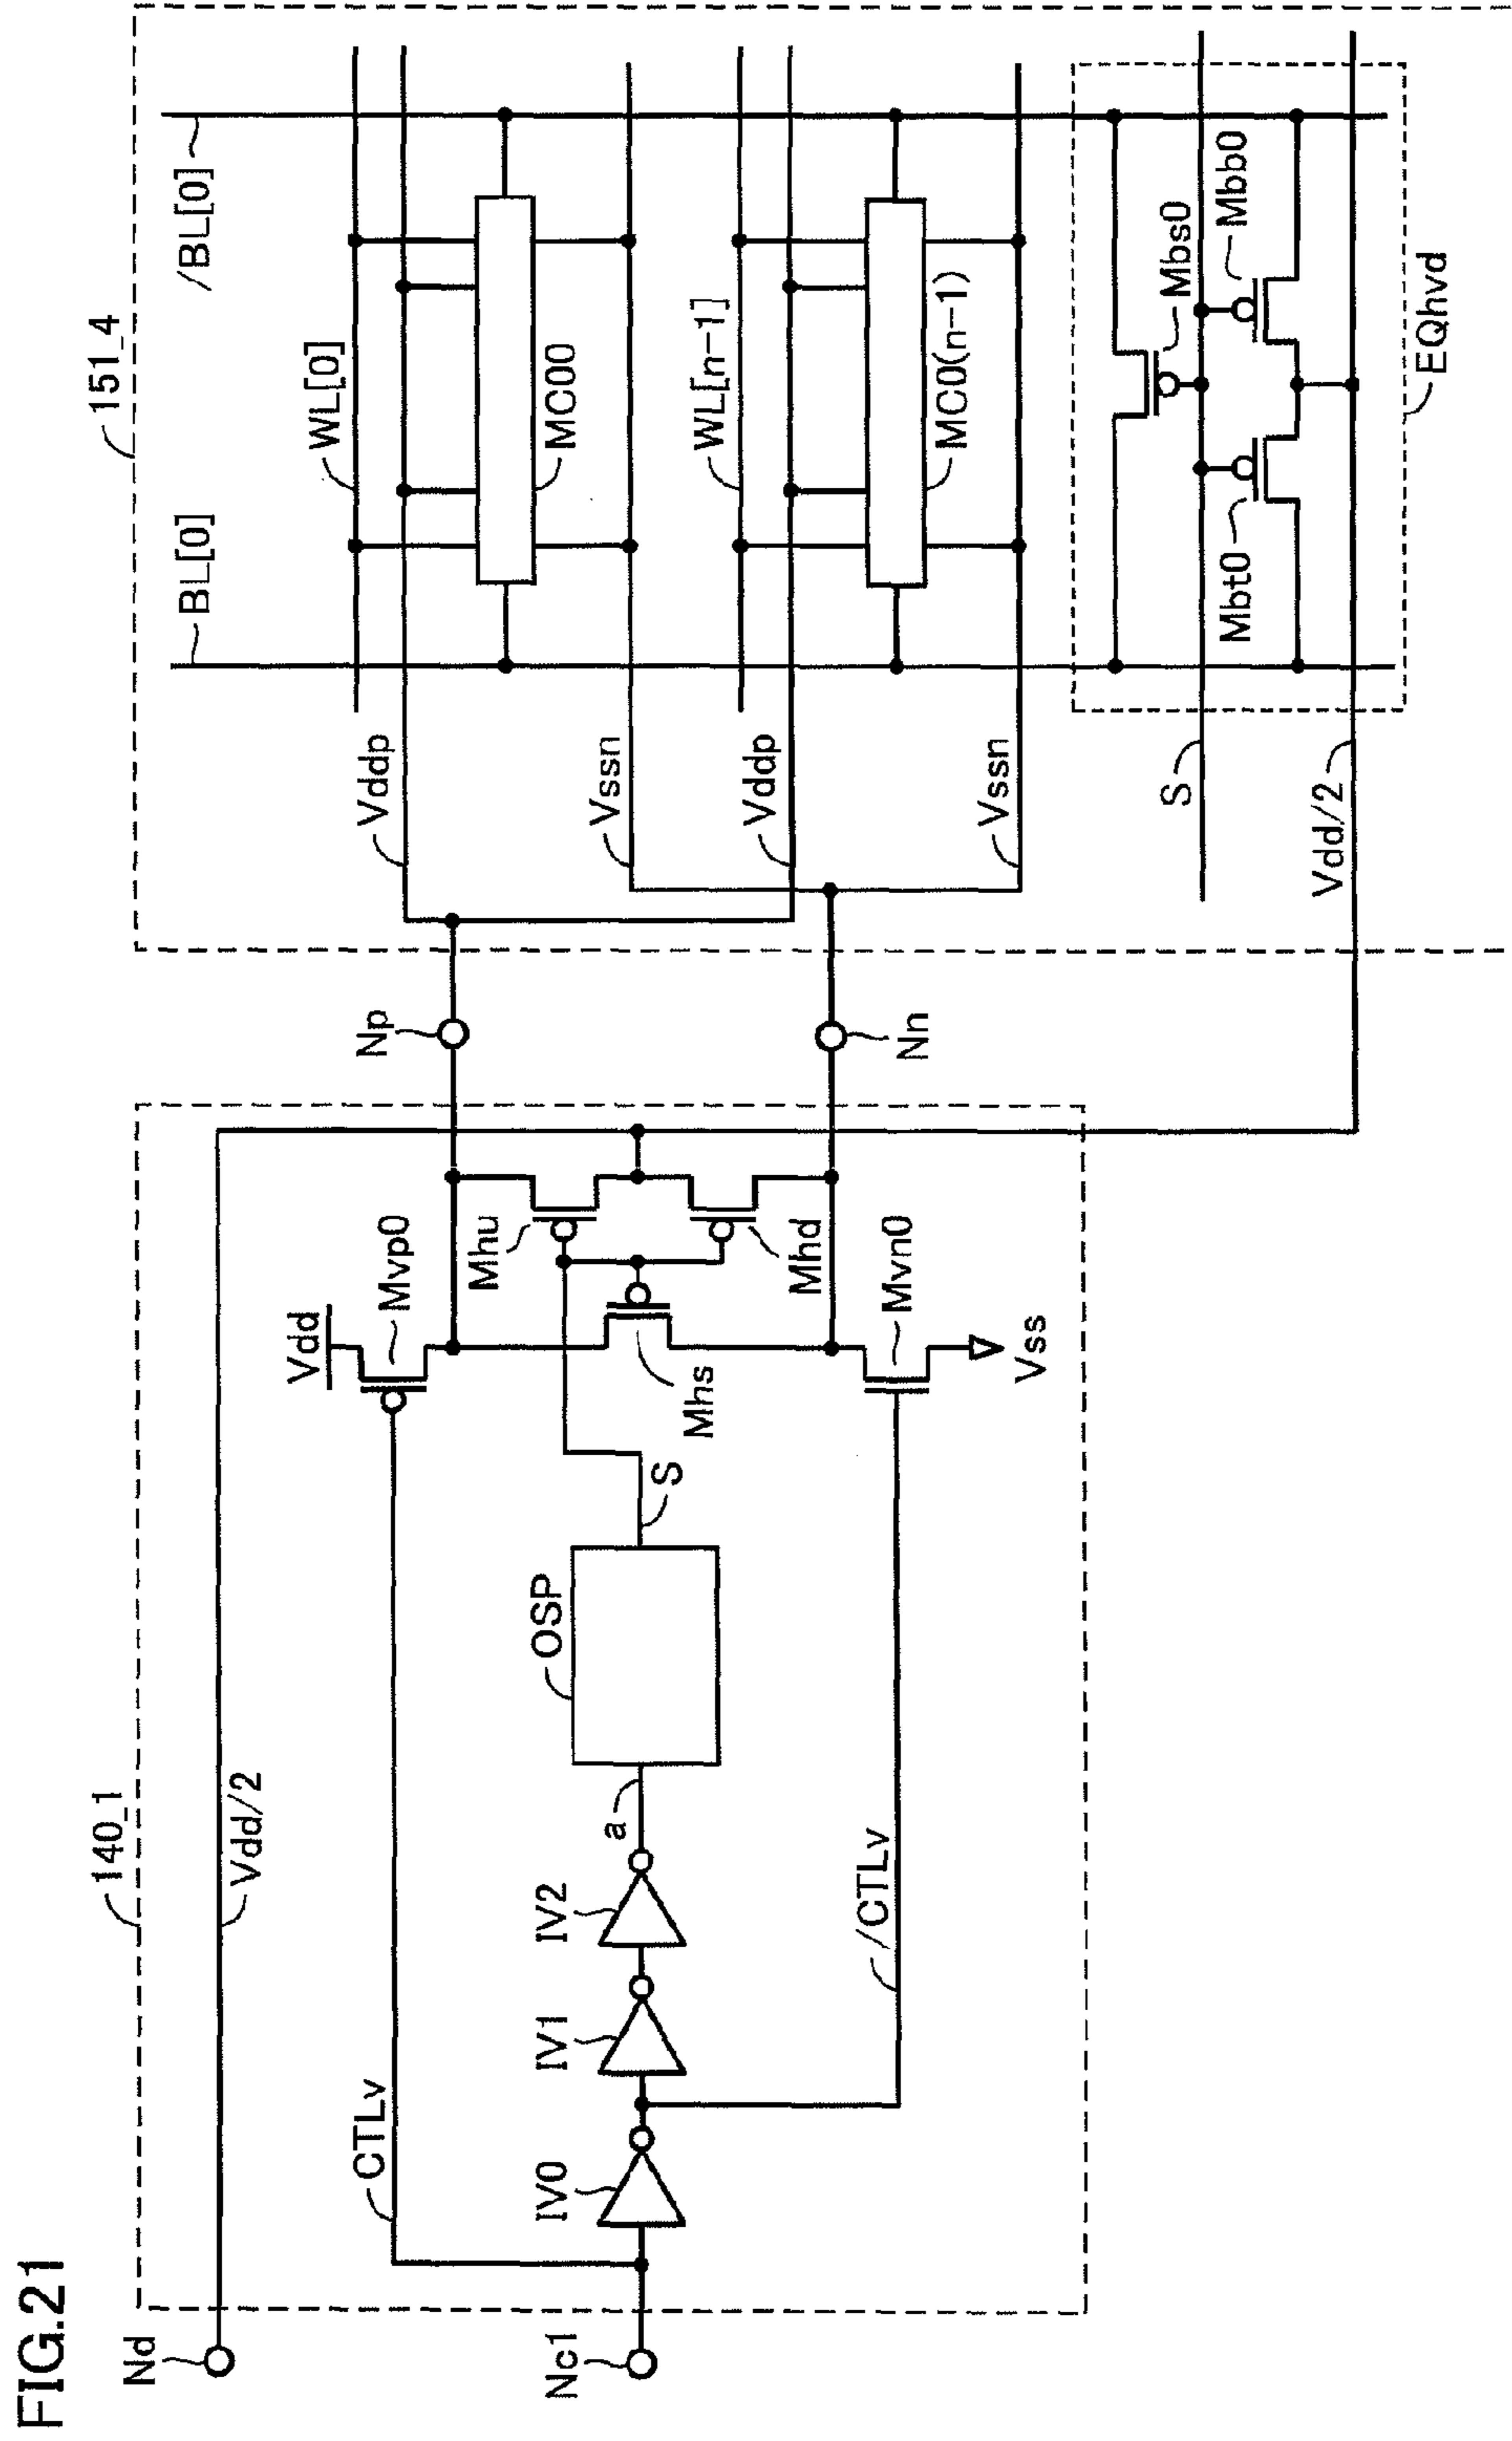 FIG.21
Nd
Nc1
140_1
Vdd/2
CTLv
IV0
IV1
IV2
a
OSP
S
/CTLv
Vdd
Mvp0
Mhu
Mhs
Mhd
Mvn0
Vss
Np
Nn
151_4
BL[0]
/BL[0]
WL[0]
Vddp
MC00
Vssn
WL[n-1]
Vddp
MC0(n-1)
Vssn
S
Mbs0
Mbt0
Mbb0
Vdd/2
EQhvd